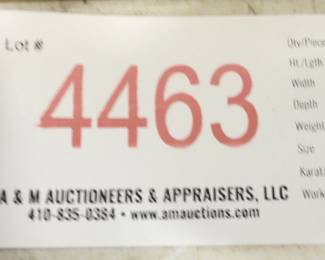 Lot #
4463
A & M AUCTIONEERS & APPRAISERS, LLC
410-835-0384 • www.amauctions.com
Qty/Piece
Ht./Lgth
Width
Depth
Weight
Size
Karat/
Work